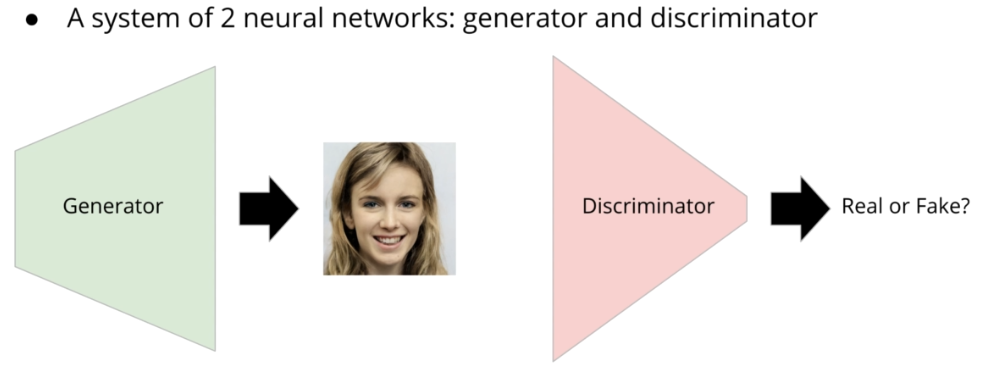 ● A system of 2 neural networks: generator and discriminator
Generator
Discriminator
Real or Fake?